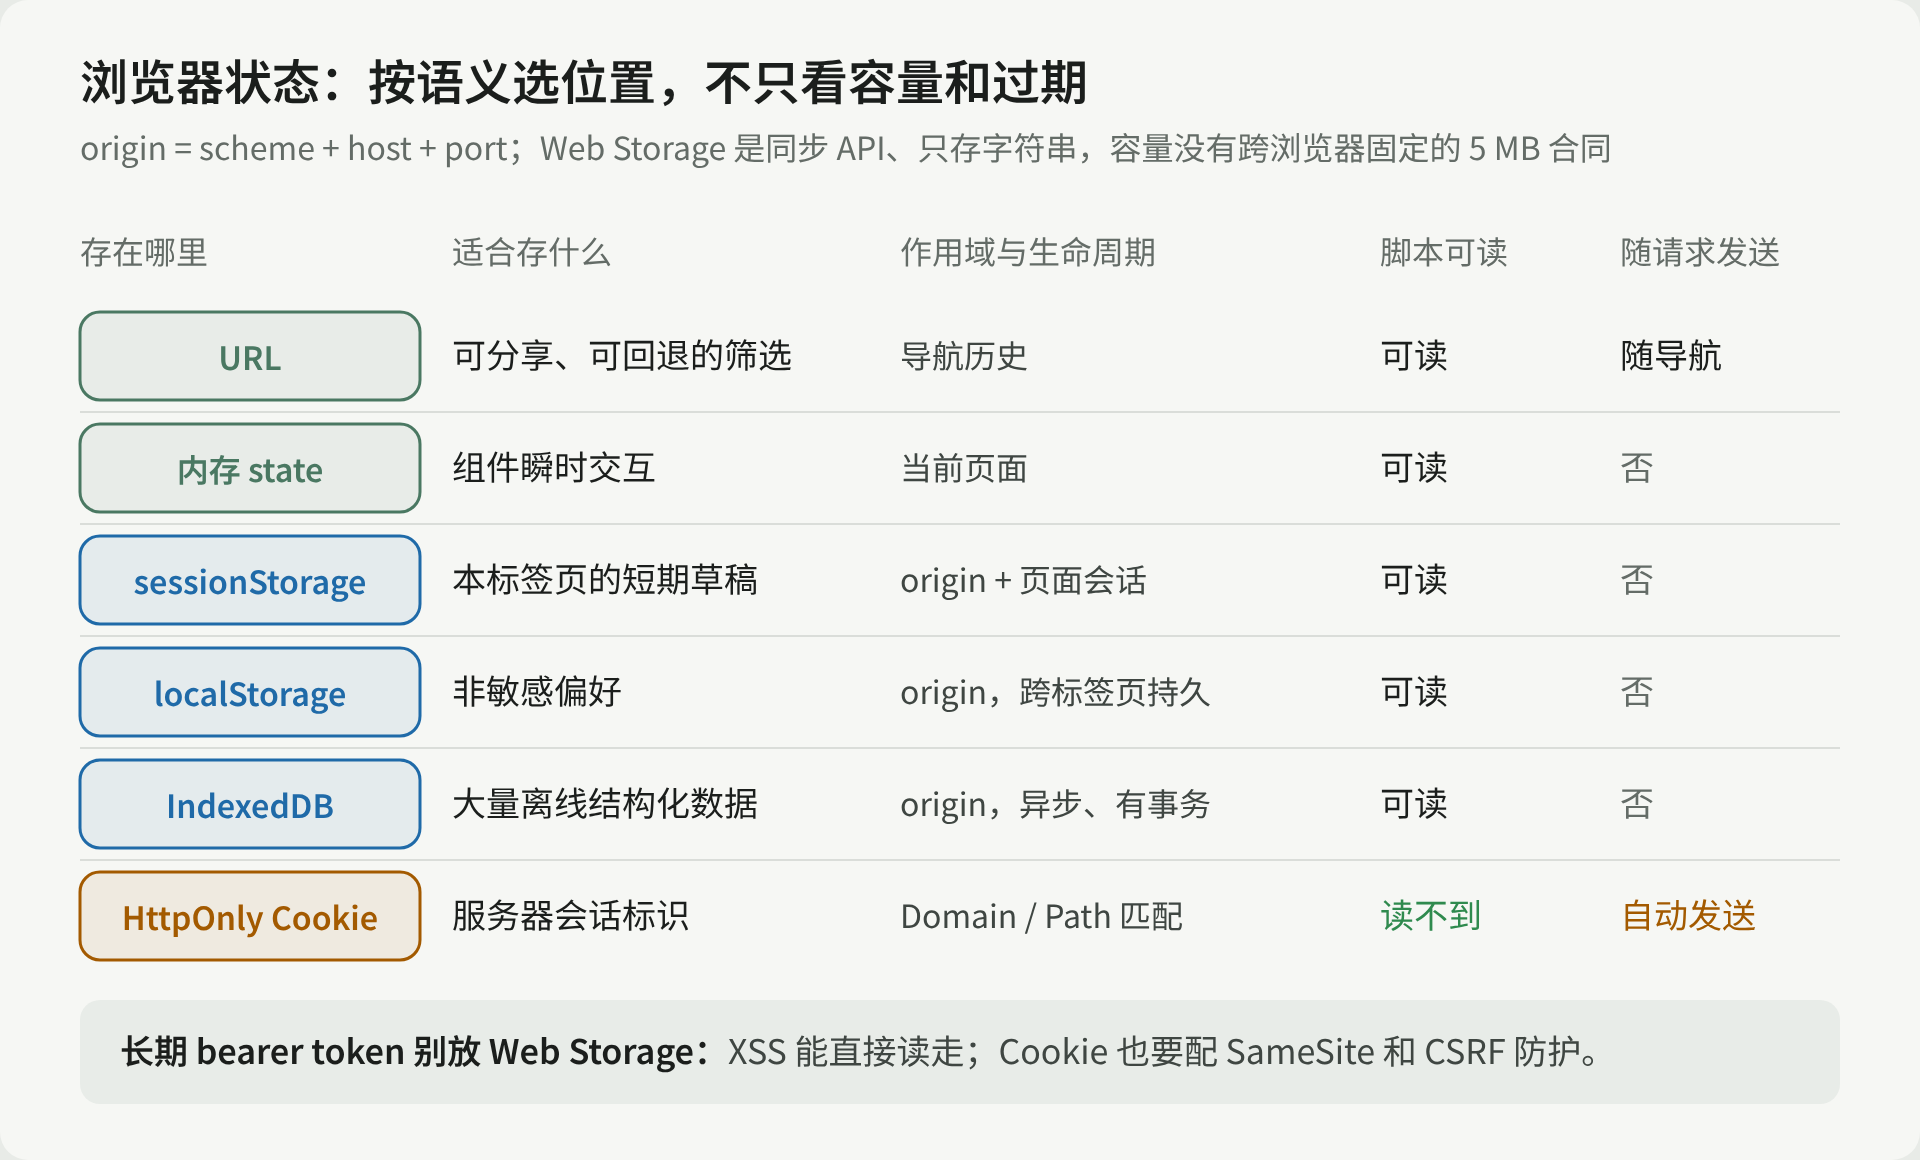 浏览器状态：按语义选位置，不只看容量和过期
origin = scheme + host + port；Web Storage 是同步 API、只存字符串，容量没有跨浏览器固定的 5 MB 合同
存在哪里 适合存什么 作用域与生命周期 脚本可读 随请求发送
URL 可分享、可回退的筛选 导航历史 可读 随导航
内存 state 组件瞬时交互 当前页面 可读 否
sessionStorage 本标签页的短期草稿 origin + 页面会话 可读 否
localStorage 非敏感偏好 origin，跨标签页持久 可读 否
IndexedDB 大量离线结构化数据 origin，异步、有事务 可读 否
HttpOnly Cookie 服务器会话标识 Domain / Path 匹配 读不到 自动发送
长期 bearer token 别放 Web Storage：XSS 能直接读走；Cookie 也要配 SameSite 和 CSRF 防护。